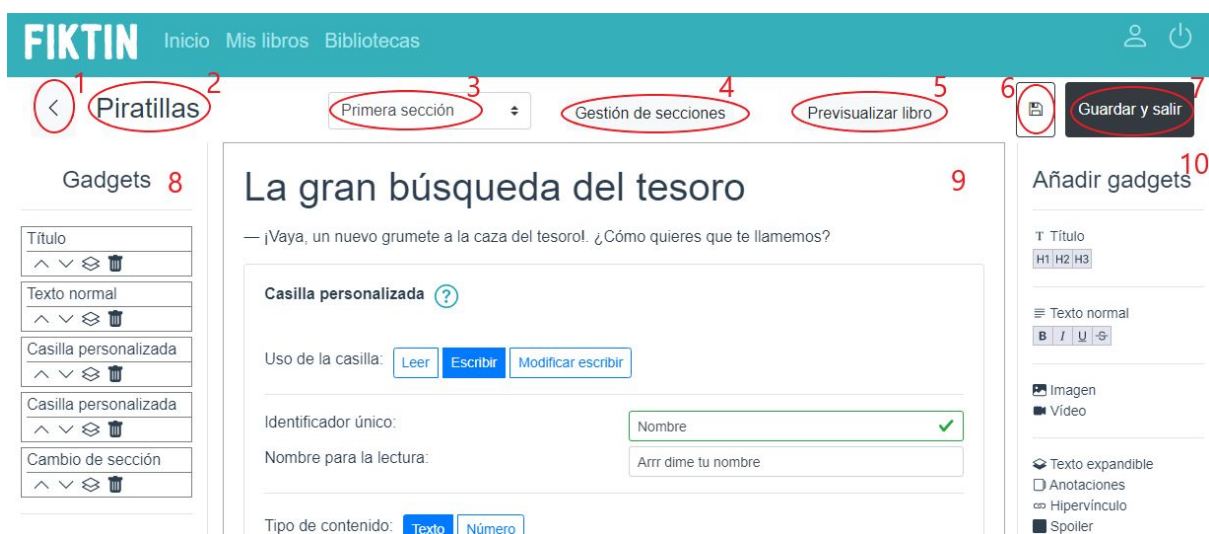 FIKTIN Inicio Mis libros Bibliotecas
1 2 3 4 5 6 7
Piratillas Primera sección Gestión de secciones Previsualizar libro Guardar y salir
Gadgets 8
Título
Texto normal
Casilla personalizada
Casilla personalizada
Cambio de sección
La gran búsqueda del tesoro 9
— ¡Vaya, un nuevo grumete a la caza del tesoro!. ¿Cómo quieres que te llamemos?
Casilla personalizada ?
Uso de la casilla: Leer Escribir Modificar escribir
Identificador único: Nombre
Nombre para la lectura: Arrr dime tu nombre
Tipo de contenido: Texto Número
10
Añadir gadgets
T Título
H1 H2 H3
Texto normal
B I U S
Imagen
Vídeo
Texto expandible
Anotaciones
Hipervínculo
Spoiler